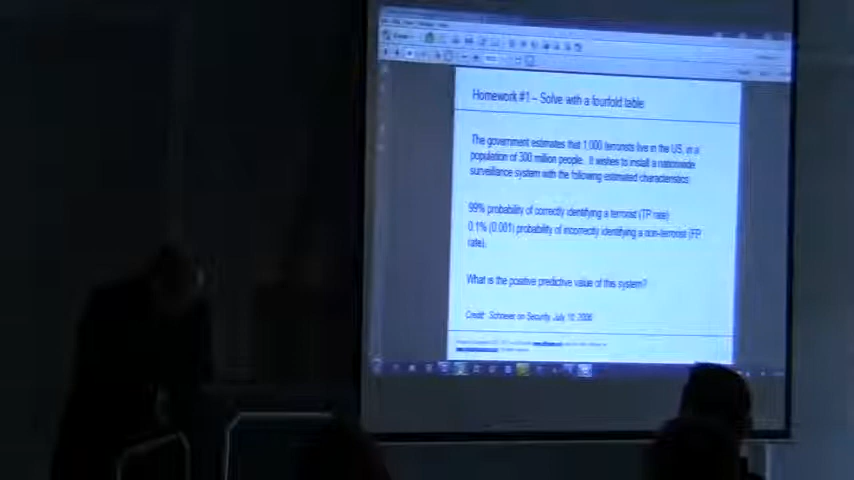 Homework #1 – Solve with a fourfold table
The government estimates that 1,000 terrorists live in the US, in a
population of 300 million people. It wishes to install a nationwide
surveillance system with the following estimated characteristics
99% probability of correctly identifying a terrorist (TP rate)
0.1% (0.001) probability of incorrectly identifying a non-terrorist (FP
rate).
What is the positive predictive value of this system?
Credit: Schneier on Security, July 10, 2006